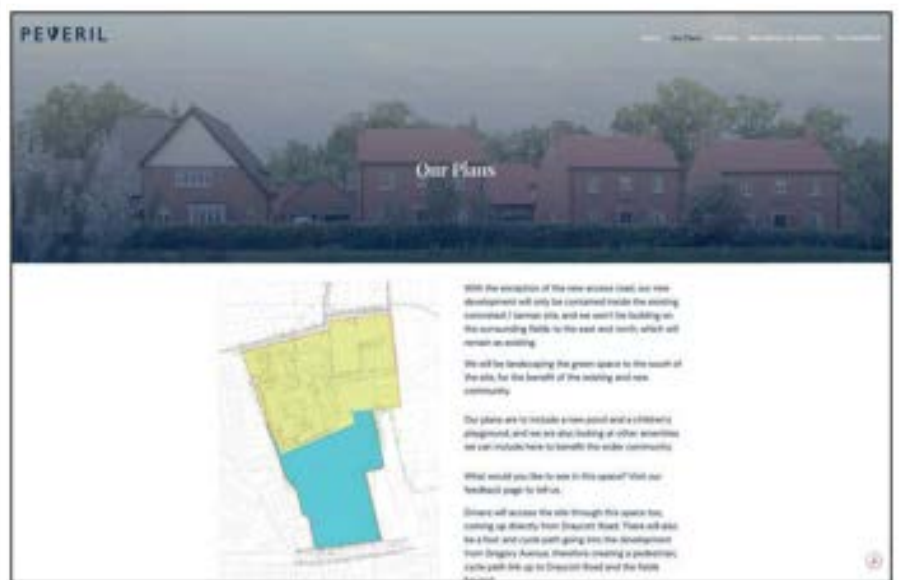 PEVERIL
Our Plans
Our Plans
With the exception of the new access road, our new
development will only be contained inside the existing
concreted / tarmac site, and we won't be building on
the surrounding fields to the east and north, which will
remain as existing.
We will be landscaping the green space to the south of
the site, for the benefit of the existing and new
community.
Our plans are to include a new pond and a children's
playground, and we are also looking at other amenities
we can include here to benefit the wider community.
What would you like to see in this space? Visit our
feedback page to tell us.
Drivers will access the site through this space too,
coming up directly from Draycott Road. There will also
be a foot and cycle path going into the development
from Gregory Avenue, therefore creating a pedestrian,
cycle path link up to Draycott Road and the fields